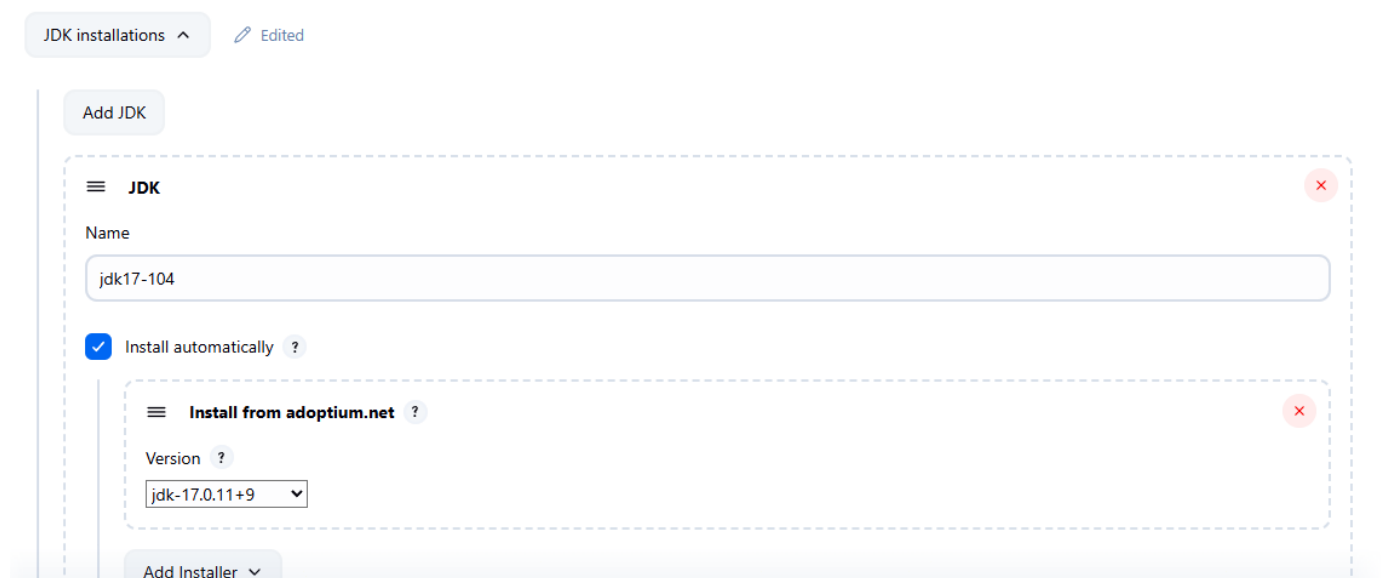 JDK installations Edited
Add JDK
JDK
Name
jdk17-104
Install automatically ?
Install from adoptium.net ?
Version ?
jdk-17.0.11+9
Add Installer